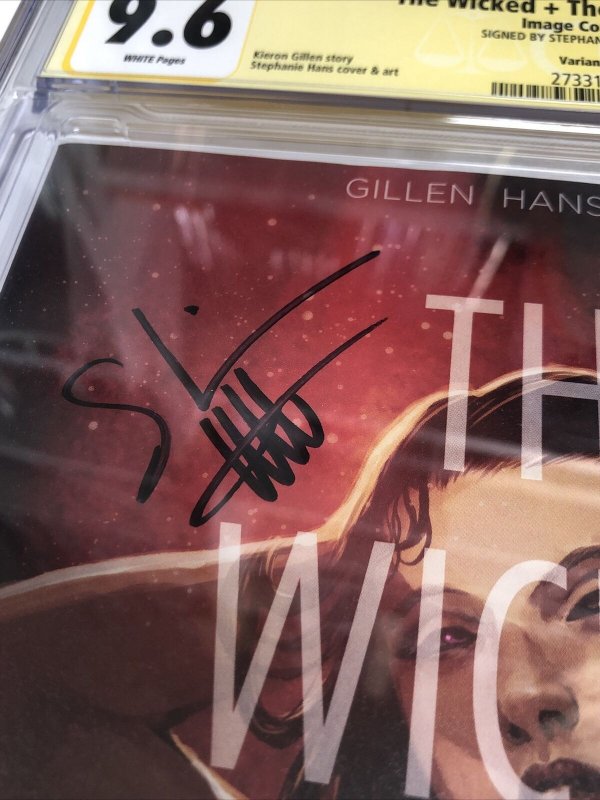 9.6
WHITE Pages
The Wicked + The
Image Co
SIGNED BY STEPHAN
Kieron Gillen story
Stephanie Hans cover & art
Varian
27331
GILLEN HANS
TH
WIC